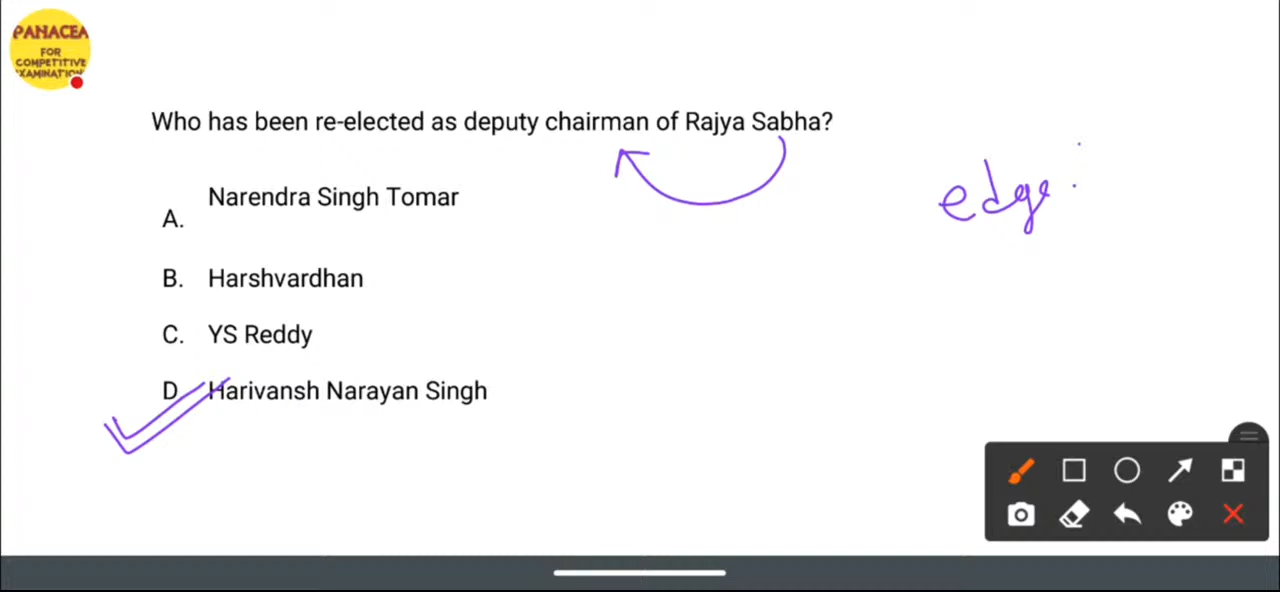 PANACEA
FOR
COMPETITIVE
EXAMINATION
Who has been re-elected as deputy chairman of Rajya Sabha?
A. Narendra Singh Tomar
B. Harshvardhan
C. YS Reddy
D. Harivansh Narayan Singh
edge: